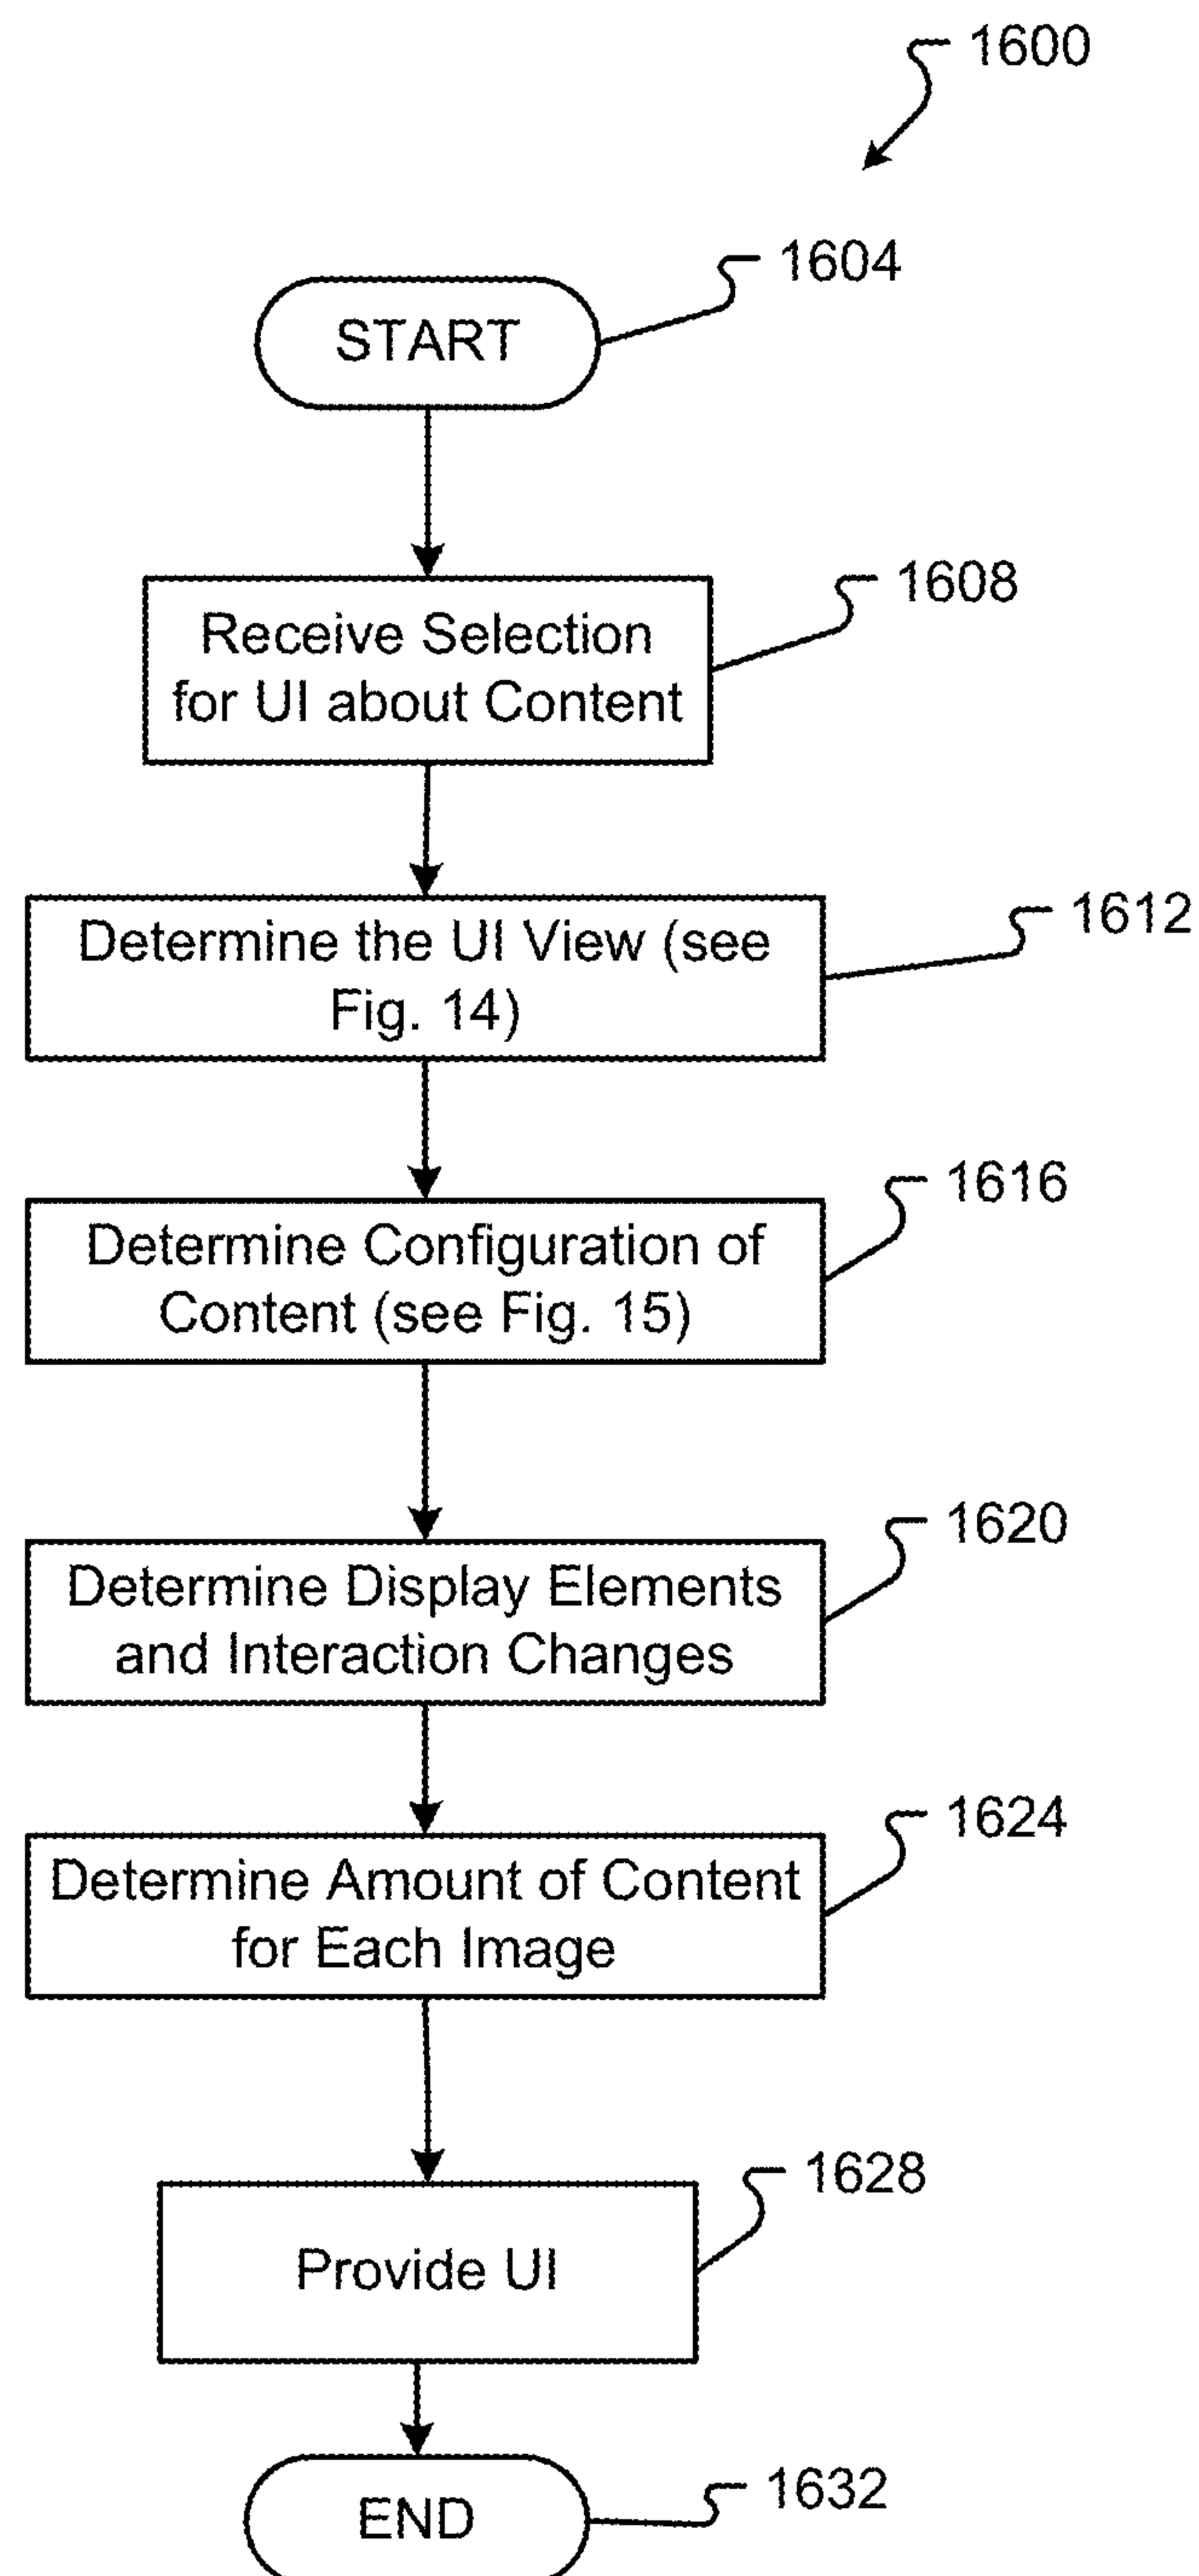 1600
1604
START
1608
Receive Selection
for UI about Content
1612
Determine the UI View (see
Fig. 14)
1616
Determine Configuration of
Content (see Fig. 15)
1620
Determine Display Elements
and Interaction Changes
1624
Determine Amount of Content
for Each Image
1628
Provide UI
1632
END